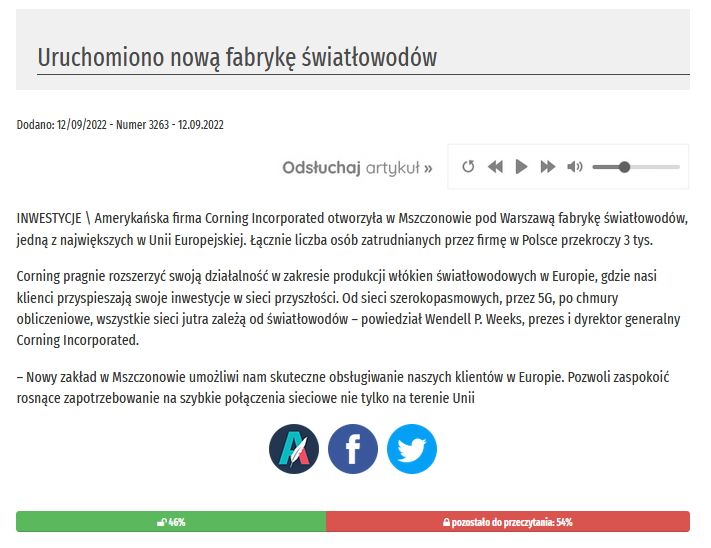 Uruchomiono nową fabrykę światłowodów
Dodano: 12/09/2022 - Numer 3263 - 12.09.2022
Odsłuchaj artykuł »
INWESTYCJE \ Amerykańska firma Corning Incorporated otworzyła w Mszczonowie pod Warszawą fabrykę światłowodów,
jedną z największych w Unii Europejskiej. Łącznie liczba osób zatrudnianych przez firmę w Polsce przekroczy 3 tys.
Corning pragnie rozszerzyć swoją działalność w zakresie produkcji włókien światłowodowych w Europie, gdzie nasi
klienci przyspieszają swoje inwestycje w sieci przyszłości. Od sieci szerokopasmowych, przez 5G, po chmury
obliczeniowe, wszystkie sieci jutra zależą od światłowodów – powiedział Wendell P. Weeks, prezes i dyrektor generalny
Corning Incorporated.
– Nowy zakład w Mszczonowie umożliwi nam skuteczne obsługiwanie naszych klientów w Europie. Pozwoli zaspokoić
rosnące zapotrzebowanie na szybkie połączenia sieciowe nie tylko na terenie Unii
46%
pozostało do przeczytania: 54%